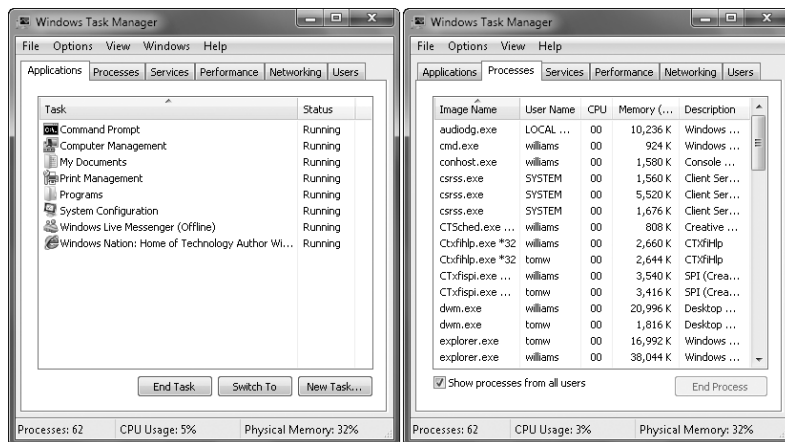 Windows Task Manager
File Options View Windows Help
Applications Processes Services Performance Networking Users
Task Status
Command Prompt Running
Computer Management Running
My Documents Running
Print Management Running
Programs Running
System Configuration Running
Windows Live Messenger (Offline) Running
Windows Nation: Home of Technology Author Wi... Running
End Task Switch To New Task...
Processes: 62 CPU Usage: 5% Physical Memory: 32%
Windows Task Manager
File Options View Help
Applications Processes Services Performance Networking Users
Image Name User Name CPU Memory (... Description
audiodg.exe LOCAL ... 00 10,236 K Windows ...
cmd.exe williams 00 924 K Windows ...
conhost.exe williams 00 1,580 K Console ...
csrss.exe SYSTEM 00 1,560 K Client Ser...
csrss.exe SYSTEM 00 5,520 K Client Ser...
csrss.exe SYSTEM 00 1,676 K Client Ser...
CTSched.exe ... williams 00 808 K Creative ...
Ctxfihlp.exe *32 williams 00 2,660 K CTXfiHlp
Ctxfihlp.exe *32 tomw 00 2,644 K CTXfiHlp
CTxfispi.exe ... williams 00 3,540 K SPI (Crea...
CTxfispi.exe ... tomw 00 3,416 K SPI (Crea...
dwm.exe williams 00 20,996 K Desktop ...
dwm.exe tomw 00 1,816 K Desktop ...
explorer.exe tomw 00 16,992 K Windows ...
explorer.exe williams 00 38,044 K Windows ...
Show processes from all users End Process
Processes: 62 CPU Usage: 3% Physical Memory: 32%